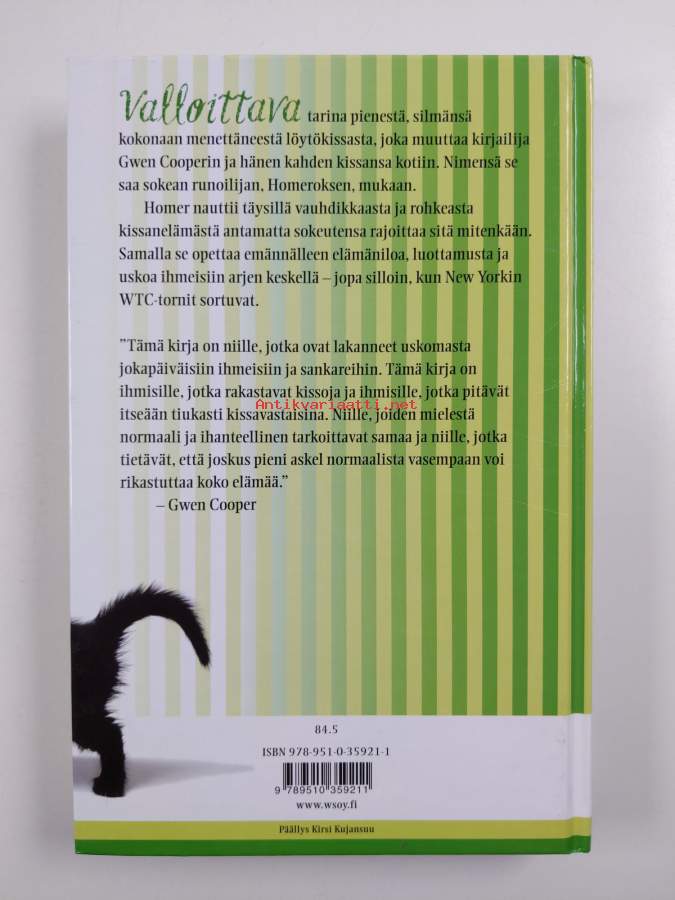 Valloittava tarina pienestä, silmänsä
kokonaan menettäneestä löytökissasta, joka muuttaa kirjailija
Gwen Cooperin ja hänen kahden kissansa kotiin. Nimensä se
saa sokean runoilijan, Homeroksen, mukaan.
Homer nauttii täysillä vauhdikkaasta ja rohkeasta
kissanelämästä antamatta sokeutensa rajoittaa sitä mitenkään.
Samalla se opettaa emännälleen elämäniloa, luottamusta ja
uskoa ihmeisiin arjen keskellä – jopa silloin, kun New Yorkin
WTC-tornit sortuvat.
”Tämä kirja on niille, jotka ovat lakanneet uskomasta
jokapäiväisiin ihmeisiin ja sankareihin. Tämä kirja on
ihmisille, jotka rakastavat kissoja ja ihmisille, jotka pitävät
Antikvariaatti.net
itseään tiukasti kissavastaisina. Niille, joiden mielestä
normaali ja ihanteellinen tarkoittavat samaa ja niille, jotka
tietävät, että joskus pieni askel normaalista vasempaan voi
rikastuttaa koko elämää.”
– Gwen Cooper
84.5
ISBN 978-951-0-35921-1
9 789510 359211
www.wsoy.fi
Päällys Kirsi Kujansuu